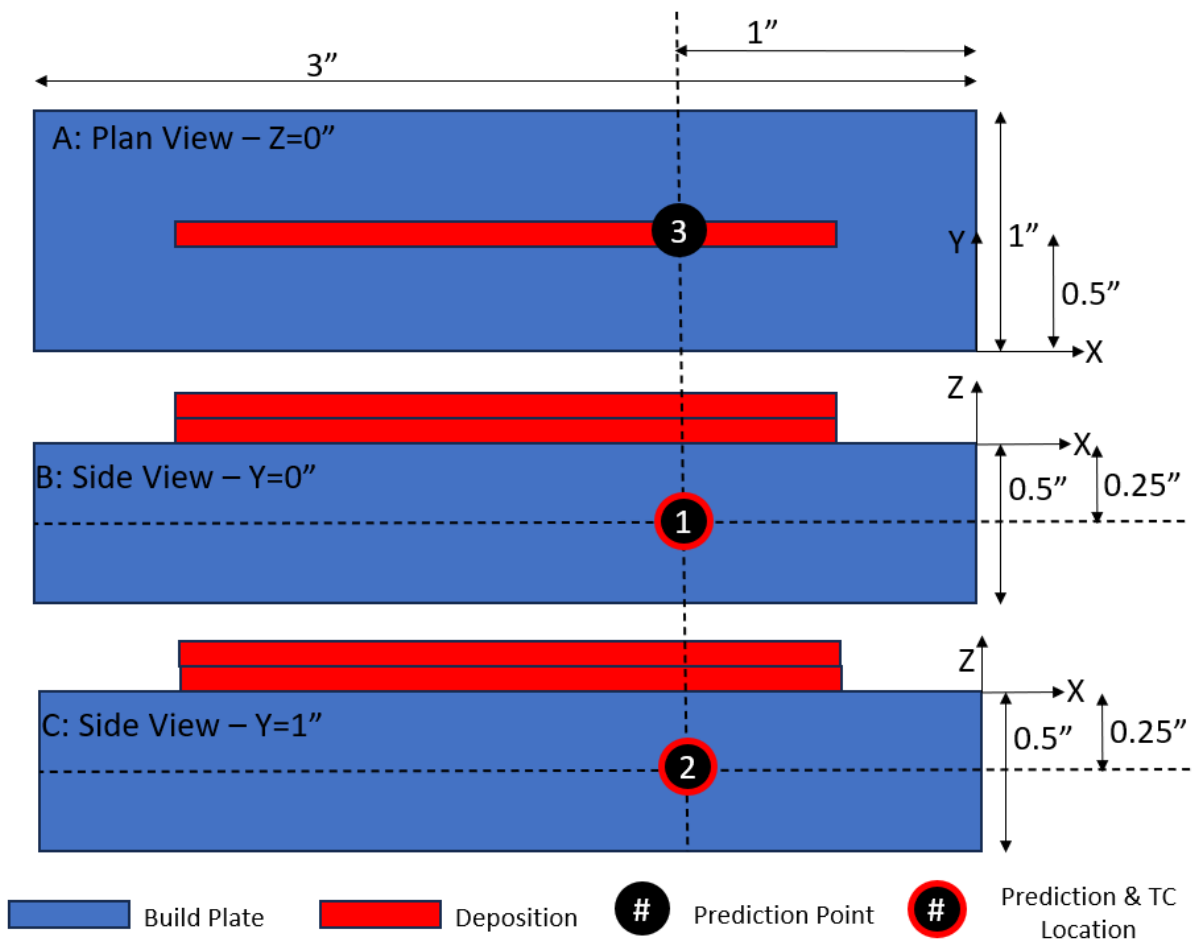 1”
3”
A: Plan View – Z=0”
3
Y
1”
0.5”
X
Z
X
B: Side View – Y=0”
0.5”
0.25”
1
Z
X
C: Side View – Y=1”
0.5”
0.25”
2
Build Plate
Deposition
#
Prediction Point
#
Prediction & TC
Location